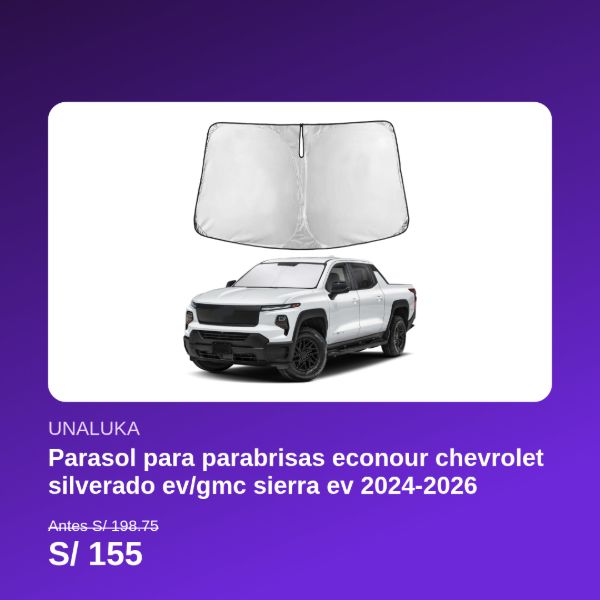 UNALUKA
Parasol para parabrisas econour chevrolet
silverado ev/gmc sierra ev 2024-2026
Antes S/ 198.75
S/ 155